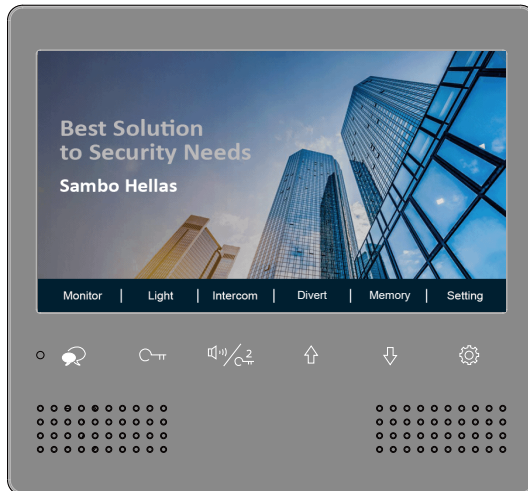 Best Solution
to Security Needs
Sambo Hellas
Monitor | Light | Intercom | Divert | Memory | Setting
2